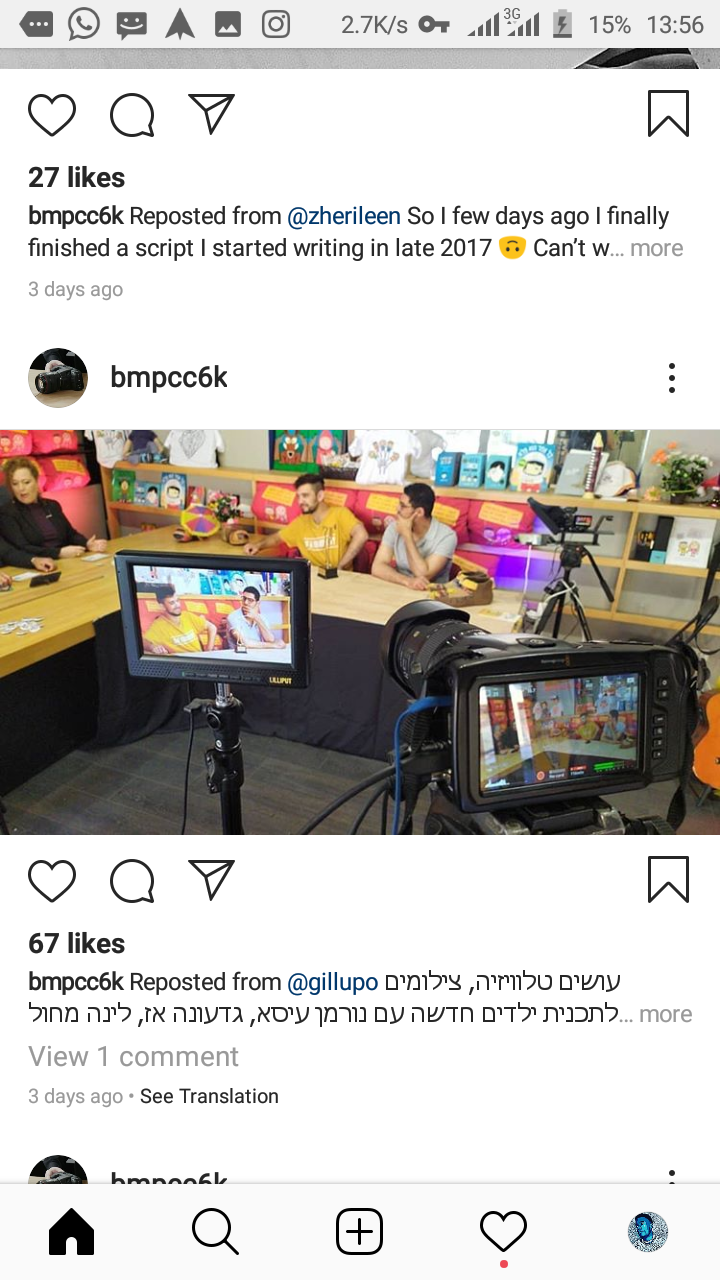 2.7K/s 3G 15% 13:56
27 likes
bmpcc6k Reposted from @zherileen So I few days ago I finally
finished a script I started writing in late 2017 🙃 Can't w... more
3 days ago
bmpcc6k
LILLIPUT
67 likes
bmpcc6k Reposted from @gillupo עושים טלוויזיה, צילומים
לתכנית ילדים חדשה עם נורמן עיסא, גדעונה אז, לינה מחול... more
View 1 comment
3 days ago • See Translation
bmpcc6k